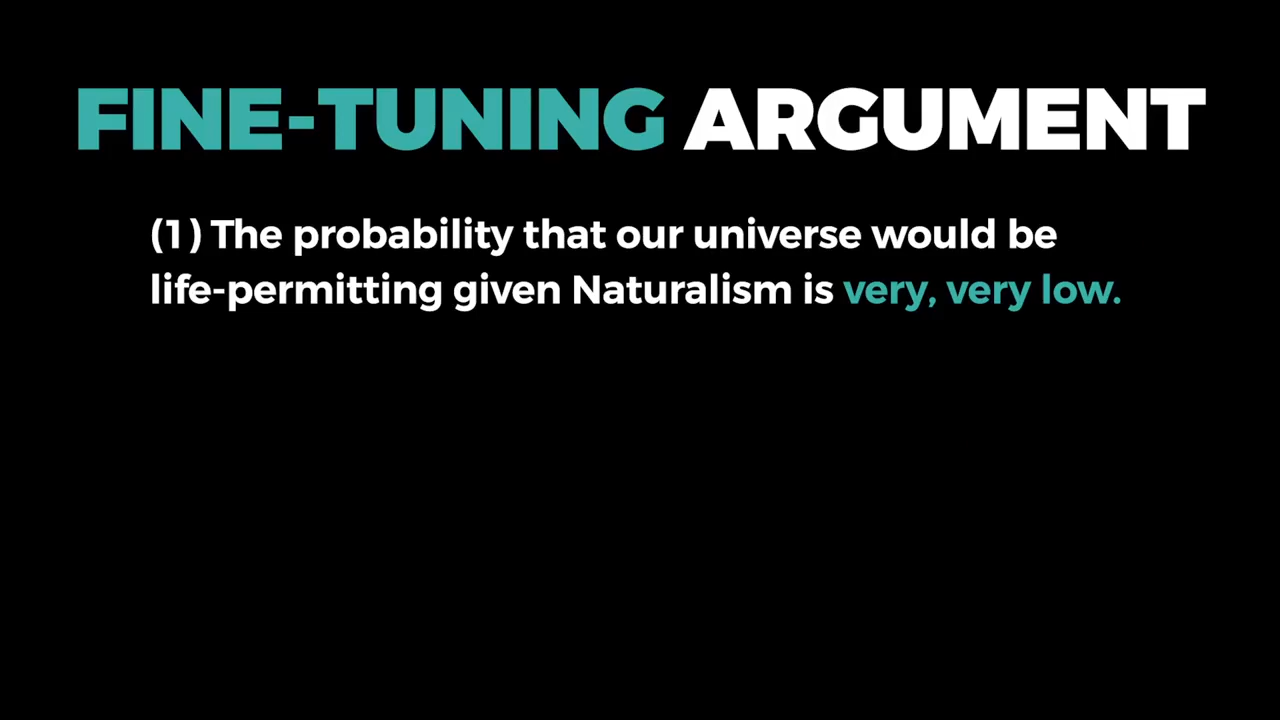 FINE-TUNING ARGUMENT
(1) The probability that our universe would be
life-permitting given Naturalism is very, very low.